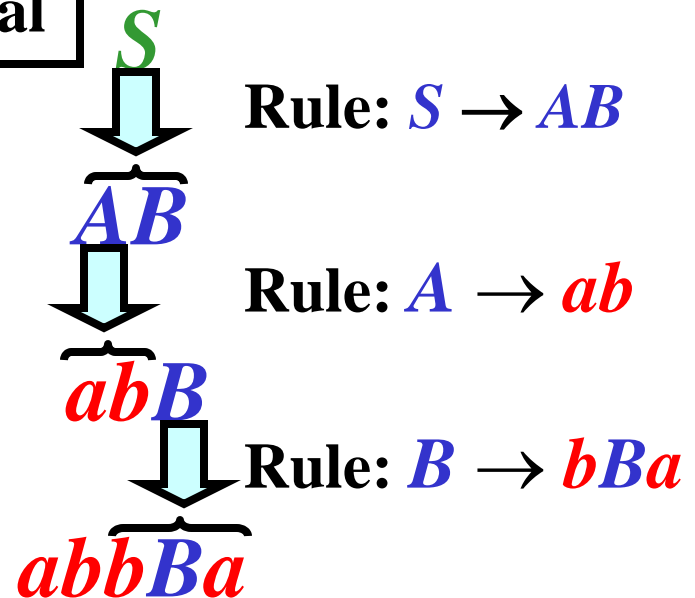 al
S
Rule: S → AB
AB
Rule: A → ab
abB
Rule: B → bBa
abbBa